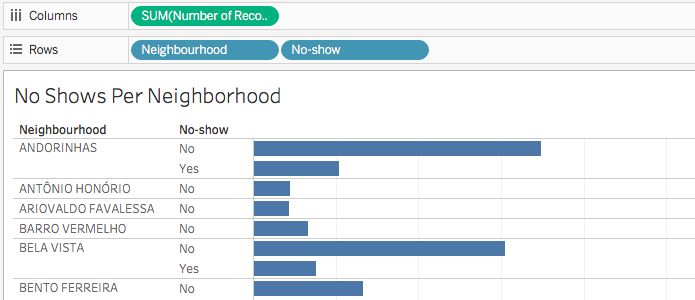 Columns SUM(Number of Reco..
Rows Neighbourhood No-show
No Shows Per Neighborhood
Neighbourhood No-show
ANDORINHAS No
Yes
ANTÔNIO HONÓRIO No
ARIOVALDO FAVALESSA No
BARRO VERMELHO No
BELA VISTA No
Yes
BENTO FERREIRA No